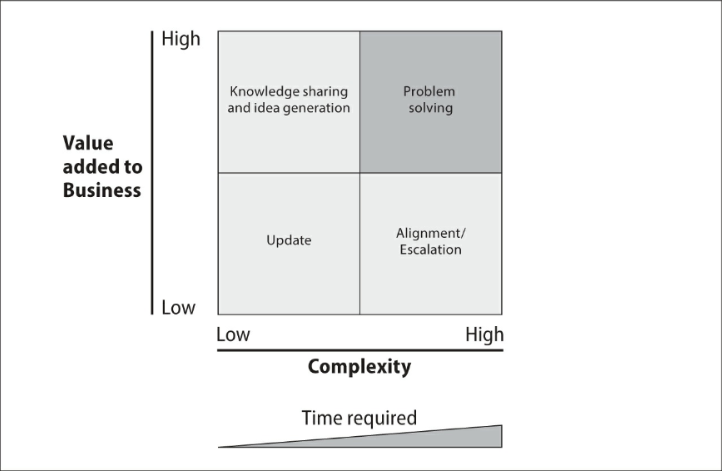 High
Knowledge sharing
and idea generation
Problem
solving
Value
added to
Business
Update
Alignment/
Escalation
Low
Low
High
Complexity
Time required